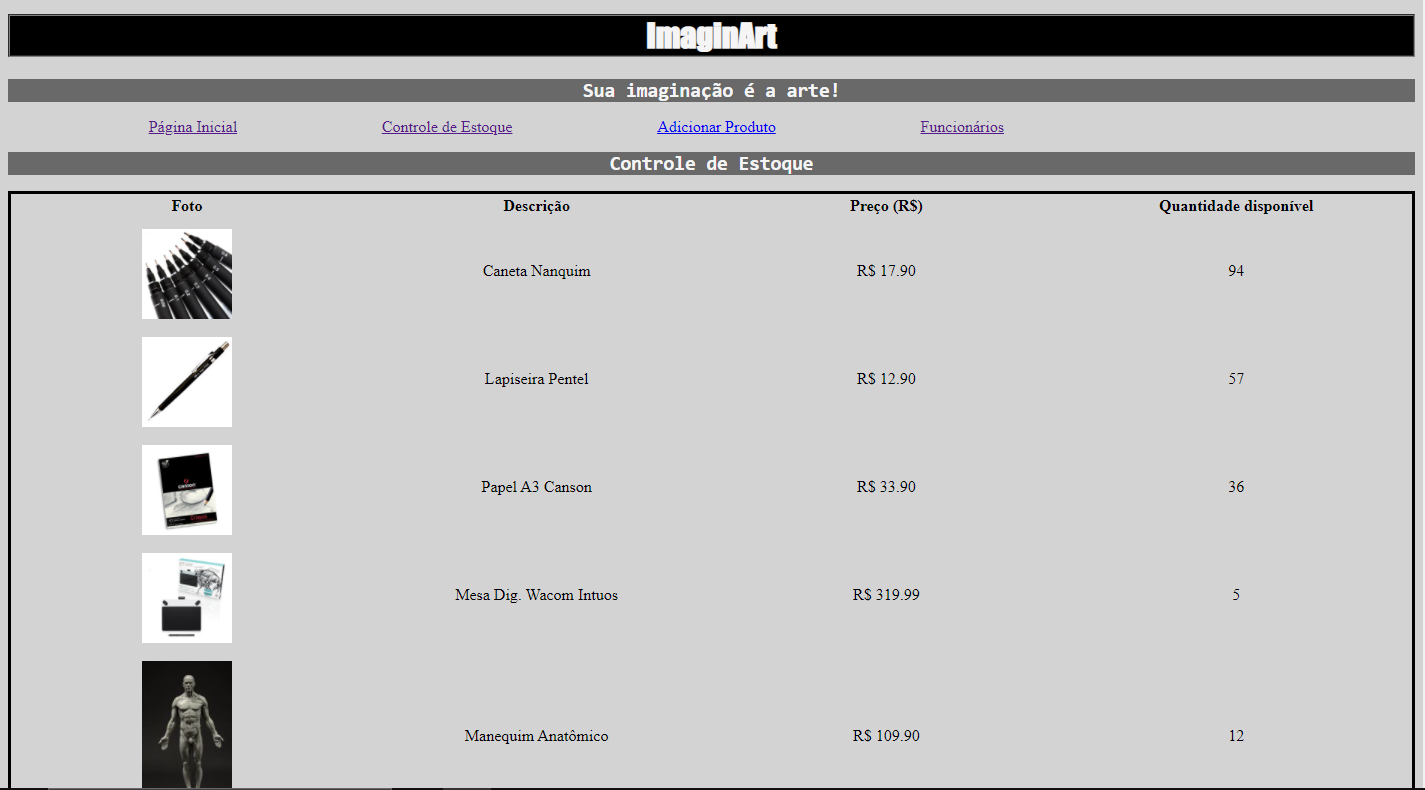 ImaginArt
Sua imaginação é a arte!
Página Inicial Controle de Estoque Adicionar Produto Funcionários
Controle de Estoque
Foto Descrição Preço (R$) Quantidade disponível
Caneta Nanquim R$ 17.90 94
Lapiseira Pentel R$ 12.90 57
Papel A3 Canson R$ 33.90 36
Mesa Dig. Wacom Intuos R$ 319.99 5
Manequim Anatômico R$ 109.90 12